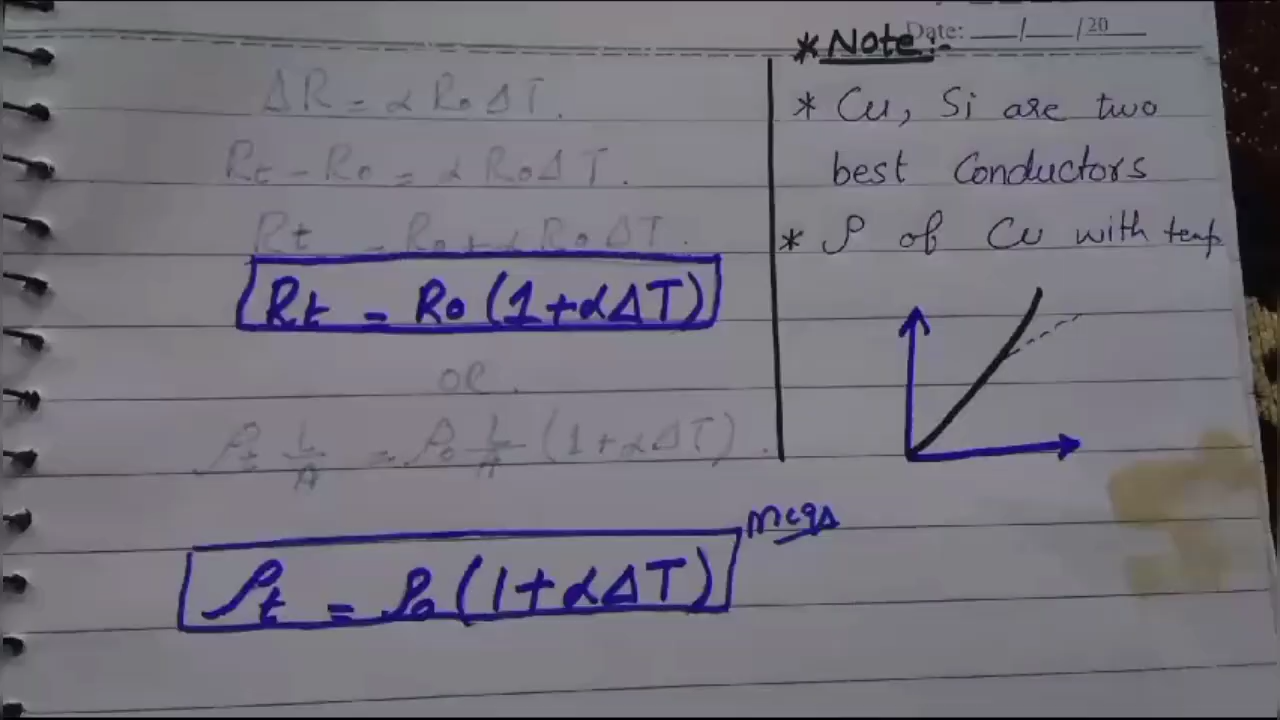 Date: ___/___/20___
ΔR = α R₀ ΔT.
Rt - R₀ = α R₀ ΔT.
Rt = R₀ + α R₀ ΔT.
Rt = R₀ (1 + αΔT)
OR.
ρt L/A = ρ₀ L/A (1 + αΔT).
ρt = ρ₀ (1 + αΔT)
mcqs
* Note :-
* Cu, Si are two
best Conductors
* ρ of Cu with temp